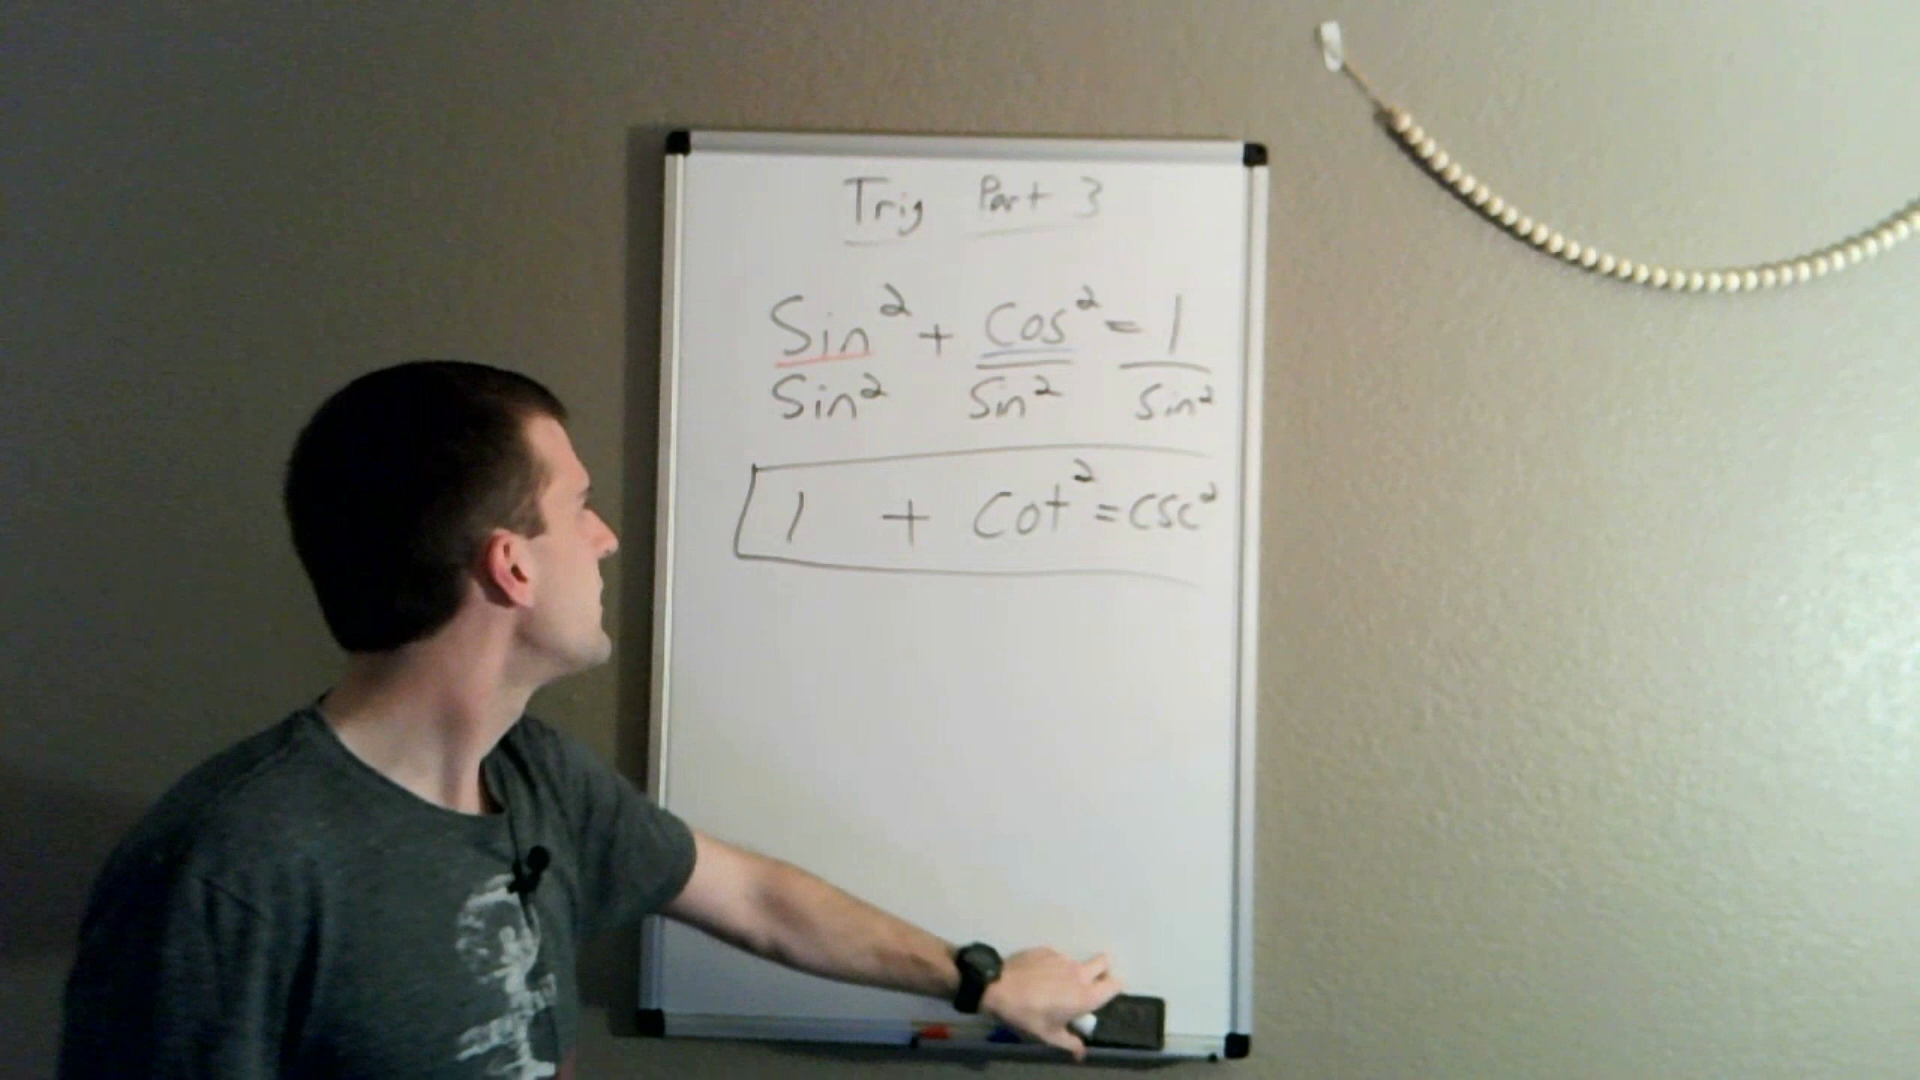 Trig Part 3
Sin² + Cos² = 1
Sin² Sin² Sin²
1 + Cot² = Csc²